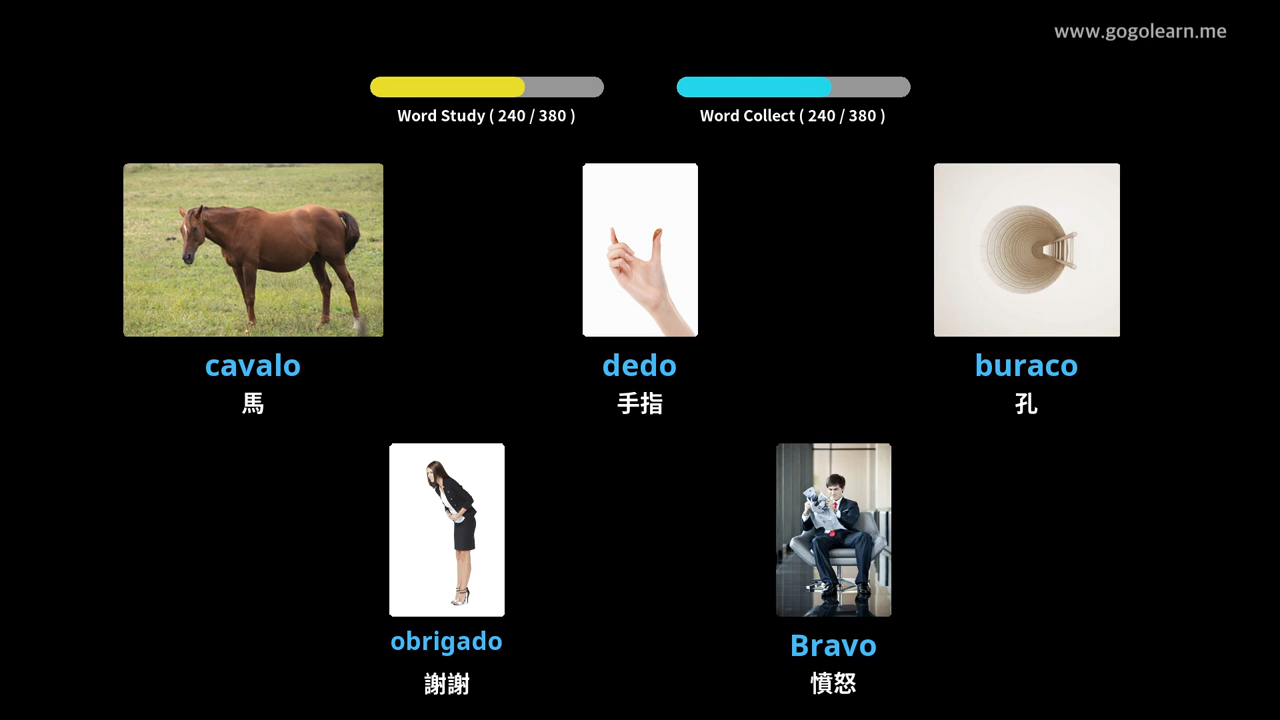 www.gogolearn.me
Word Study ( 240 / 380 )
Word Collect ( 240 / 380 )
cavalo
馬
dedo
手指
buraco
孔
obrigado
謝謝
Bravo
憤怒